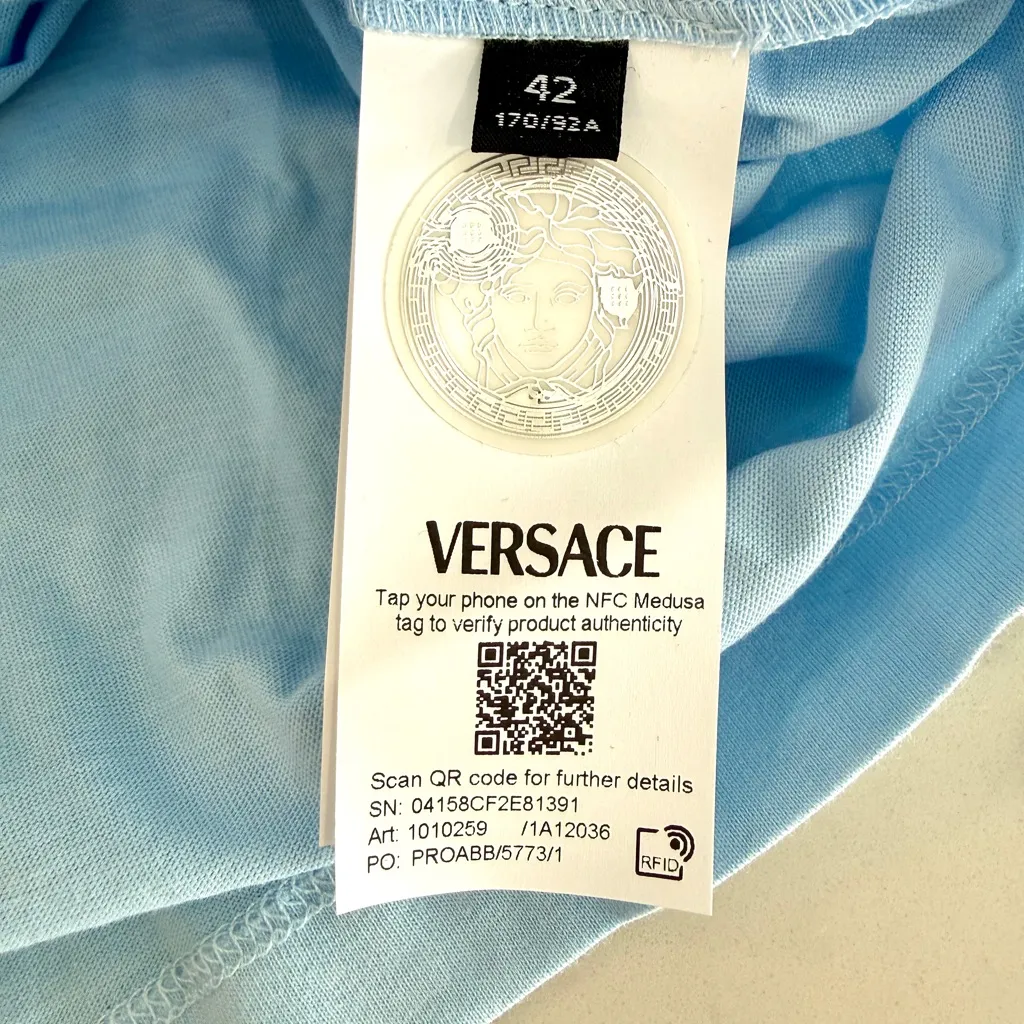 42
170/92A
VERSACE
Tap your phone on the NFC Medusa
tag to verify product authenticity
Scan QR code for further details
SN: 04158CF2E81391
Art: 1010259 /1A12036
PO: PROABB/5773/1
RFID